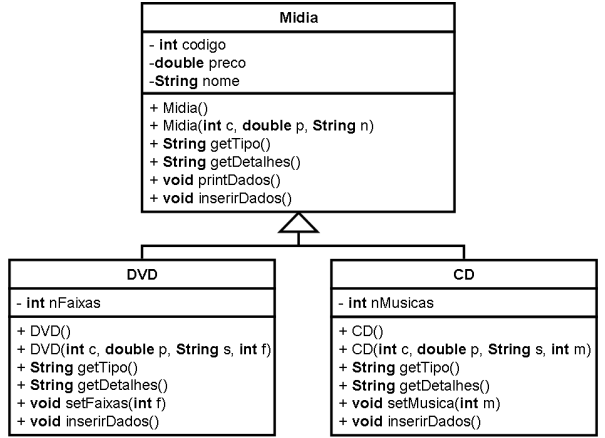 Midia
- int codigo
-double preco
-String nome
+ Midia()
+ Midia(int c, double p, String n)
+ String getTipo()
+ String getDetalhes()
+ void printDados()
+ void inserirDados()
DVD
- int nFaixas
+ DVD()
+ DVD(int c, double p, String s, int f)
+ String getTipo()
+ String getDetalhes()
+ void setFaixas(int f)
+ void inserirDados()
CD
- int nMusicas
+ CD()
+ CD(int c, double p, String s, int m)
+ String getTipo()
+ String getDetalhes()
+ void setMusica(int m)
+ void inserirDados()